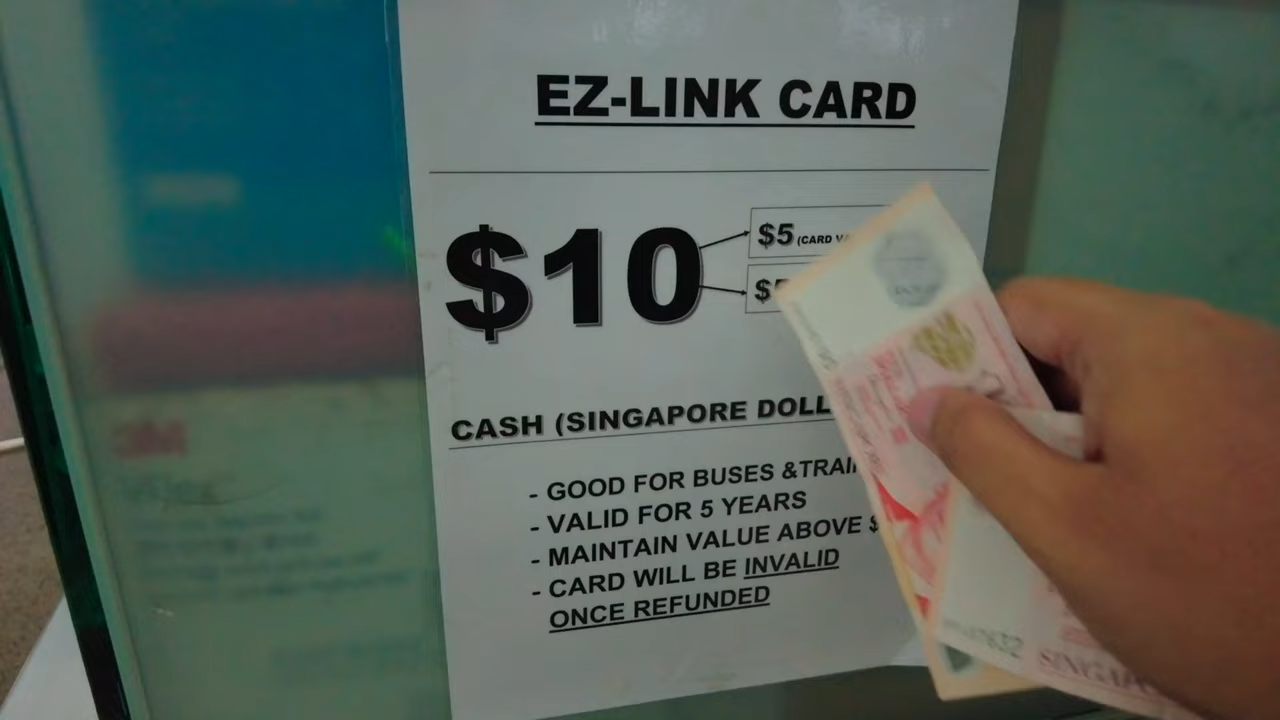 EZ-LINK CARD
$10
$5 (CARD
CASH (SINGAPORE DOLL
- GOOD FOR BUSES &TRAI
- VALID FOR 5 YEARS
- MAINTAIN VALUE ABOVE $
- CARD WILL BE INVALID
ONCE REFUNDED